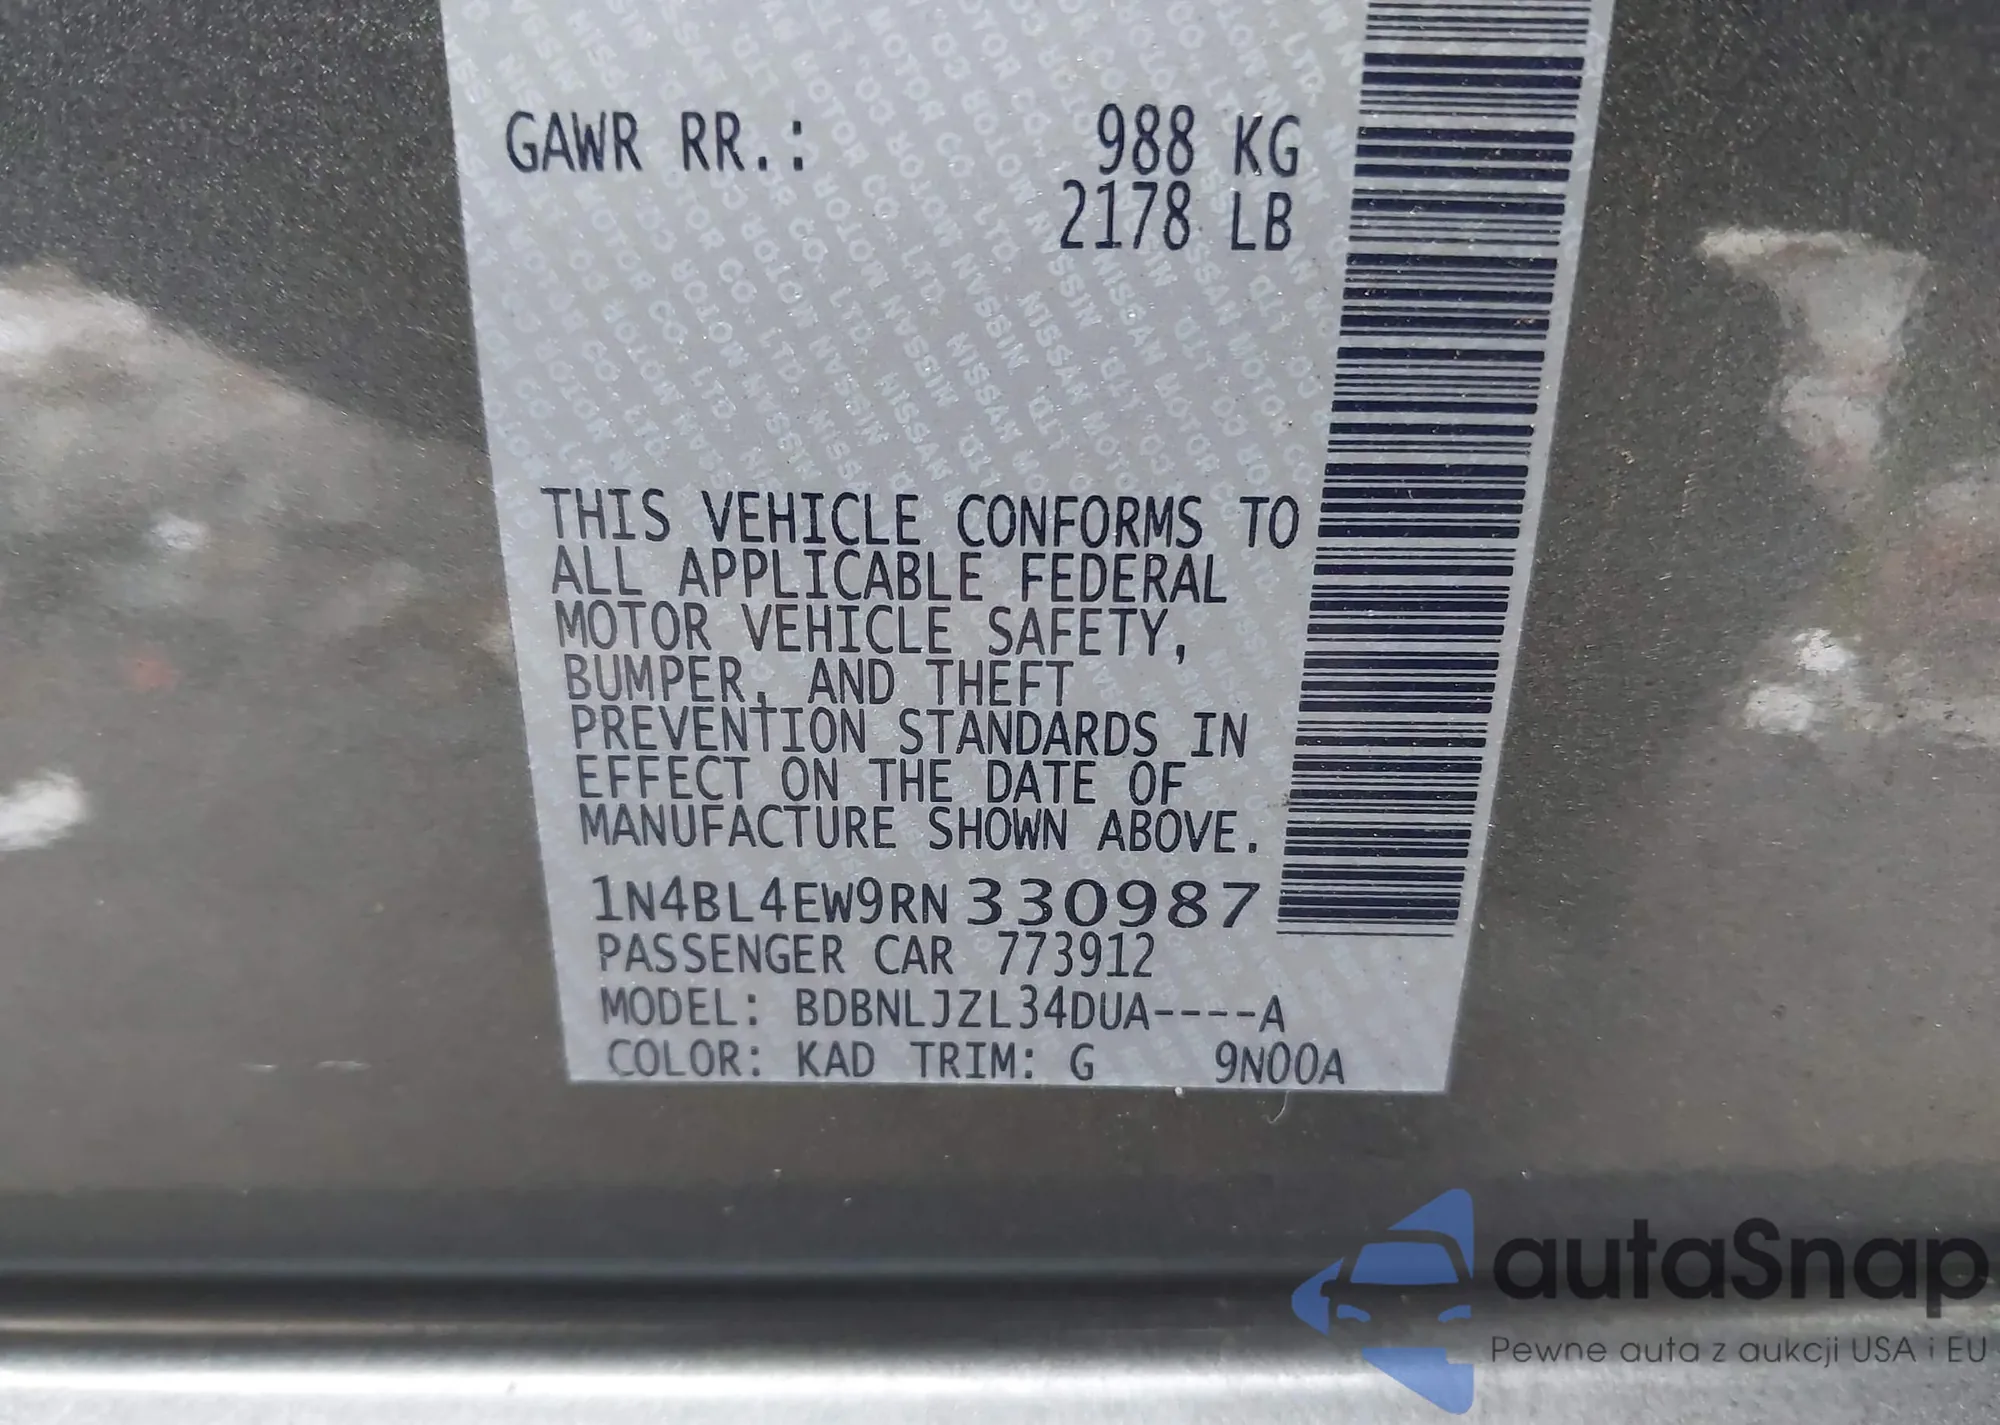 GAWR RR.: 988 KG
2178 LB
THIS VEHICLE CONFORMS TO
ALL APPLICABLE FEDERAL
MOTOR VEHICLE SAFETY,
BUMPER, AND THEFT
PREVENTION STANDARDS IN
EFFECT ON THE DATE OF
MANUFACTURE SHOWN ABOVE.
1N4BL4EW9RN330987
PASSENGER CAR 773912
MODEL: BDBNLJZL34DUA----A
COLOR: KAD TRIM: G 9N00A
autaSnap
Pewne auta z aukcji USA i EU